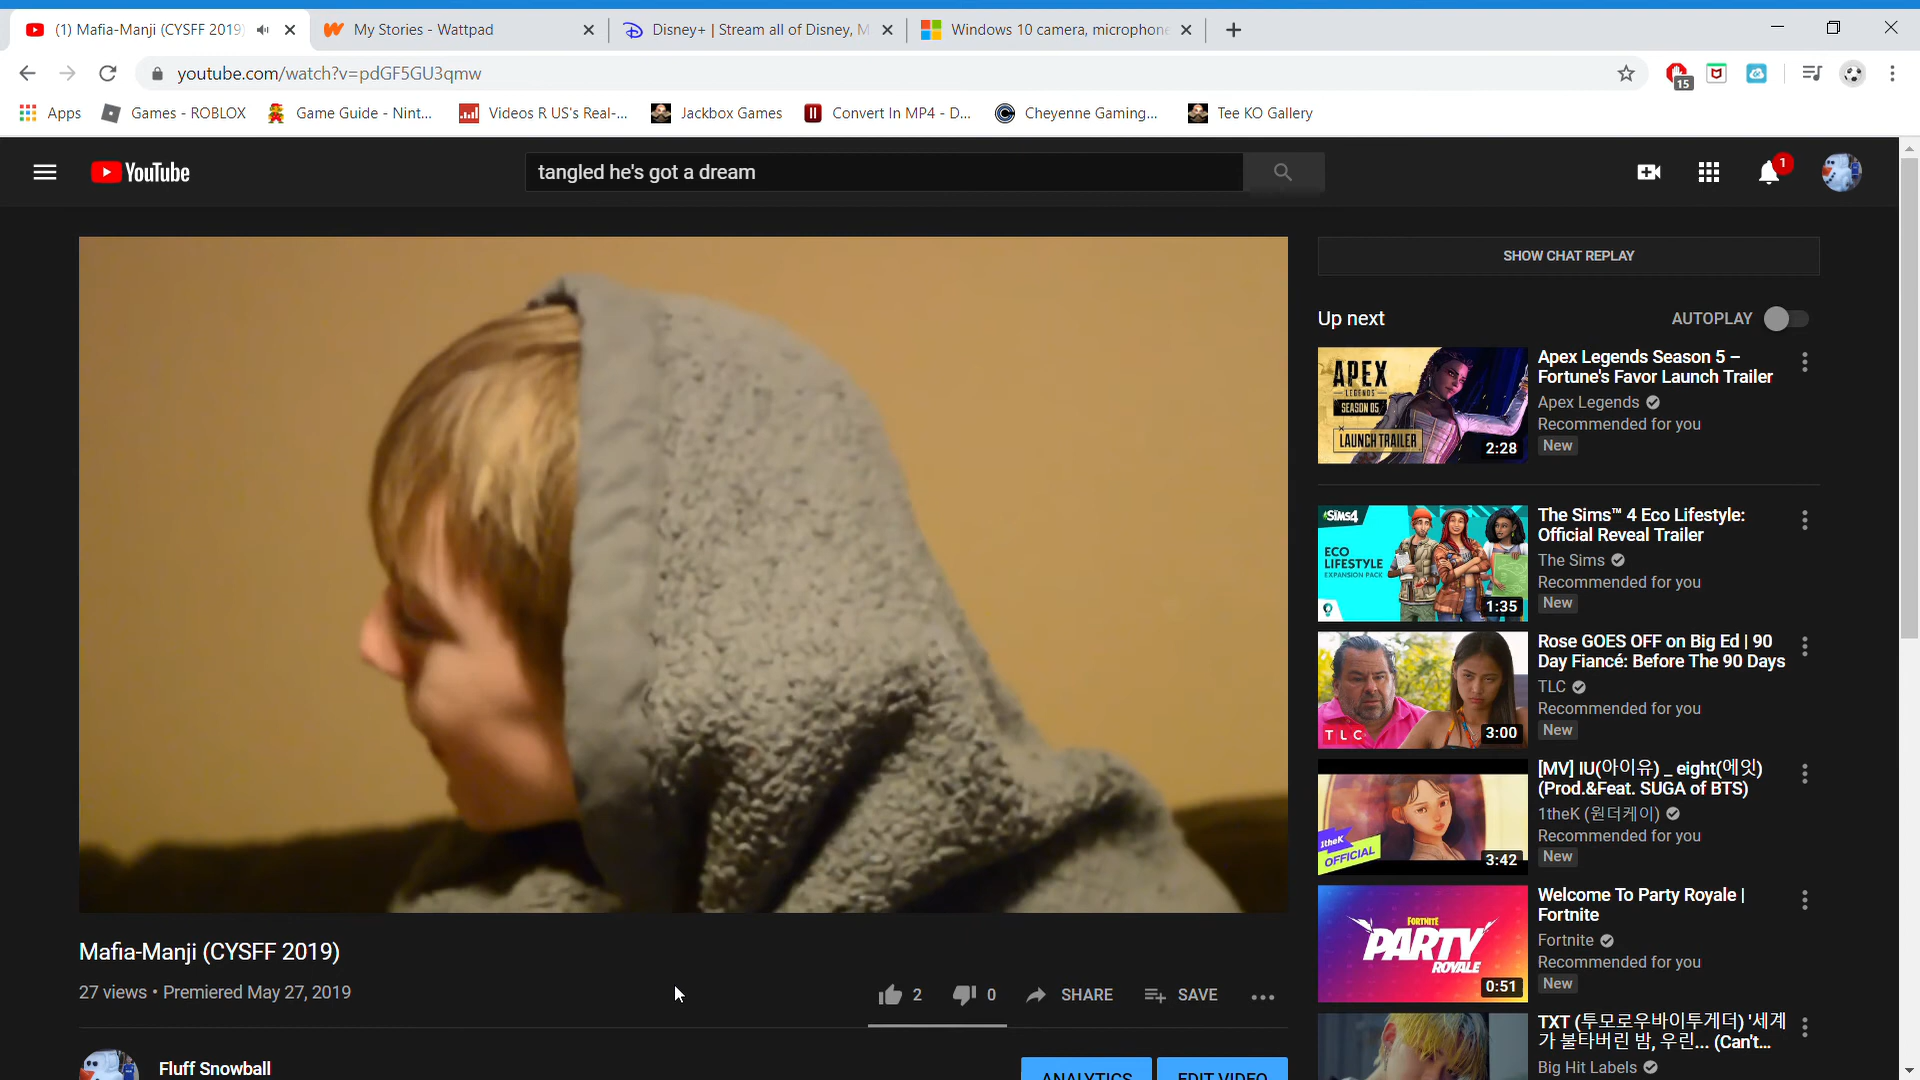 (1) Mafia-Manji (CYSFF 2019)
My Stories - Wattpad
Disney+ | Stream all of Disney, M
Windows 10 camera, microphone
youtube.com/watch?v=pdGF5GU3qmw
15
Apps
Games - ROBLOX
Game Guide - Nint...
Videos R US's Real-...
Jackbox Games
Convert In MP4 - D...
Cheyenne Gaming...
Tee KO Gallery
YouTube
tangled he's got a dream
1
SHOW CHAT REPLAY
Up next
AUTOPLAY
APEX
LEGENDS
SEASON 05
LAUNCH TRAILER
2:28
Apex Legends Season 5 –
Fortune's Favor Launch Trailer
Apex Legends
Recommended for you
New
SIMS4
ECO
LIFESTYLE
EXPANSION PACK
1:35
The Sims™ 4 Eco Lifestyle:
Official Reveal Trailer
The Sims
Recommended for you
New
TLC
3:00
Rose GOES OFF on Big Ed | 90
Day Fiancé: Before The 90 Days
TLC
Recommended for you
New
1theK
OFFICIAL
3:42
[MV] IU(아이유) _ eight(에잇)
(Prod.&Feat. SUGA of BTS)
1theK (원더케이)
Recommended for you
New
FORTNITE
PARTY
ROYALE
0:51
Welcome To Party Royale |
Fortnite
Fortnite
Recommended for you
New
TXT (투모로우바이투게더) '세계
가 불타버린 밤, 우린... (Can't...
Big Hit Labels
Mafia-Manji (CYSFF 2019)
27 views • Premiered May 27, 2019
2
0
SHARE
SAVE
Fluff Snowball
ANALYTICS
EDIT VIDEO